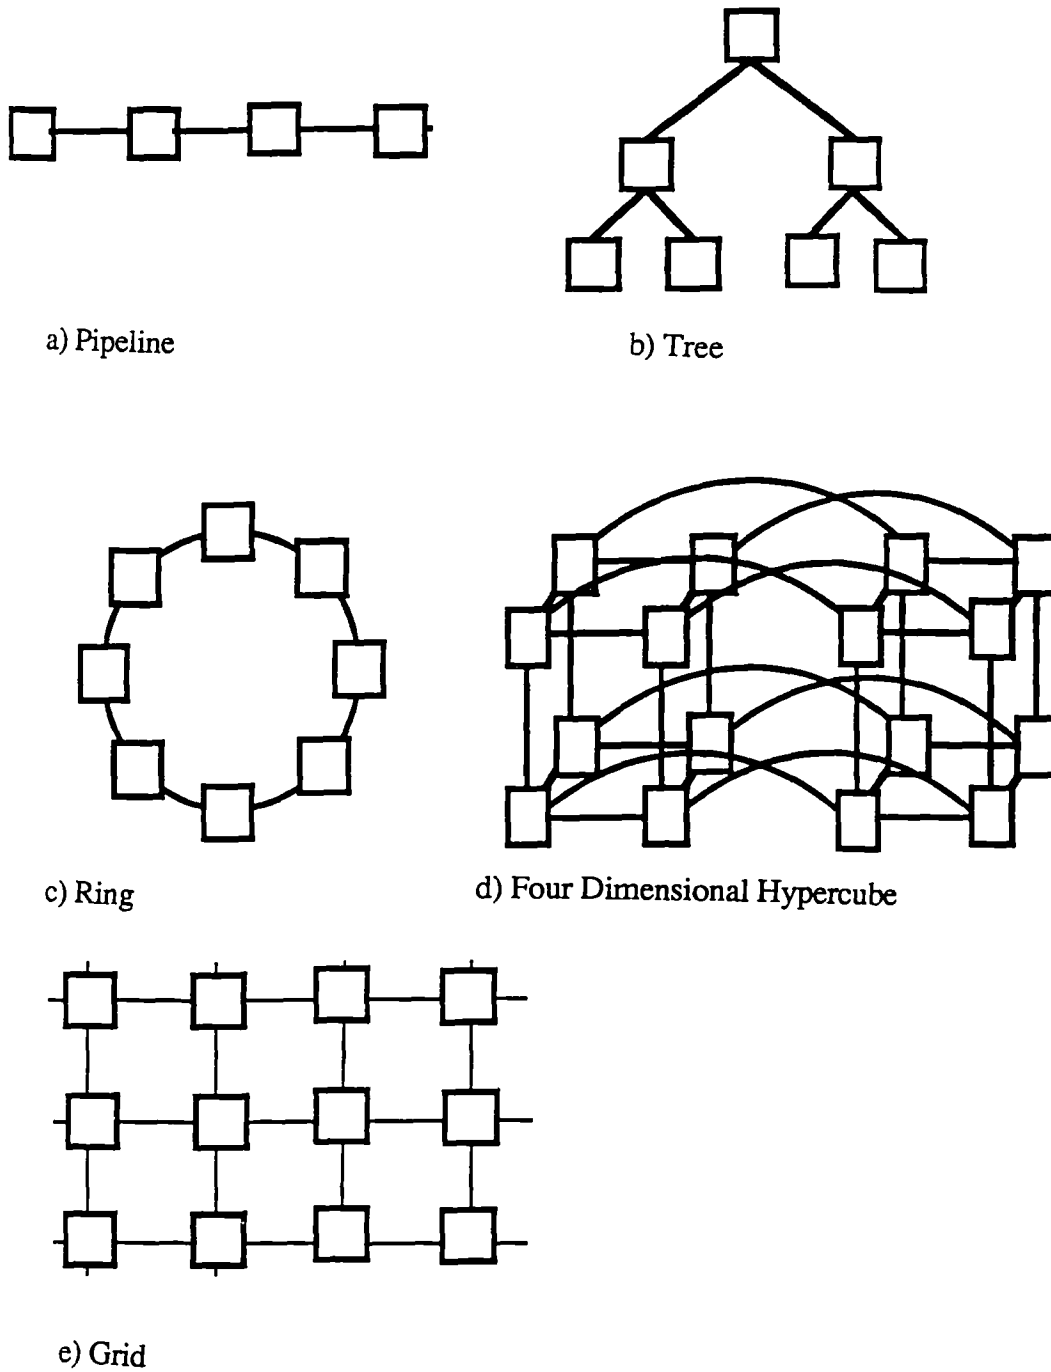 a) Pipeline
b) Tree
c) Ring
d) Four Dimensional Hypercube
e) Grid